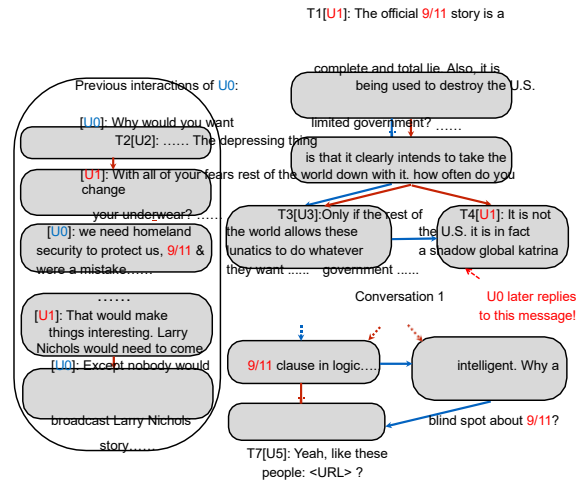 T1[U1]: The official 9/11 story is a
complete and total lie. Also, it is
being used to destroy the U.S.
limited government? ……
Previous interactions of U0:
[U0]: Why would you want
T2[U2]: …… The depressing thing
is that it clearly intends to take the
[U1]: With all of your fears rest of the world down with it. how often do you
change
your underwear? ……
[U0]: we need homeland
security to protect us, 9/11 &
were a mistake……
……
[U1]: That would make
things interesting. Larry
Nichols would need to come
[U0]: Except nobody would
broadcast Larry Nichols
story……
T3[U3]:Only if the rest of
the world allows these
lunatics to do whatever
they want …… government ……
T4[U1]: It is not
the U.S. it is in fact
a shadow global katrina
Conversation 1
U0 later replies
to this message!
9/11 clause in logic…..
...
intelligent. Why a
blind spot about 9/11?
T7[U5]: Yeah, like these
people: <URL> ?